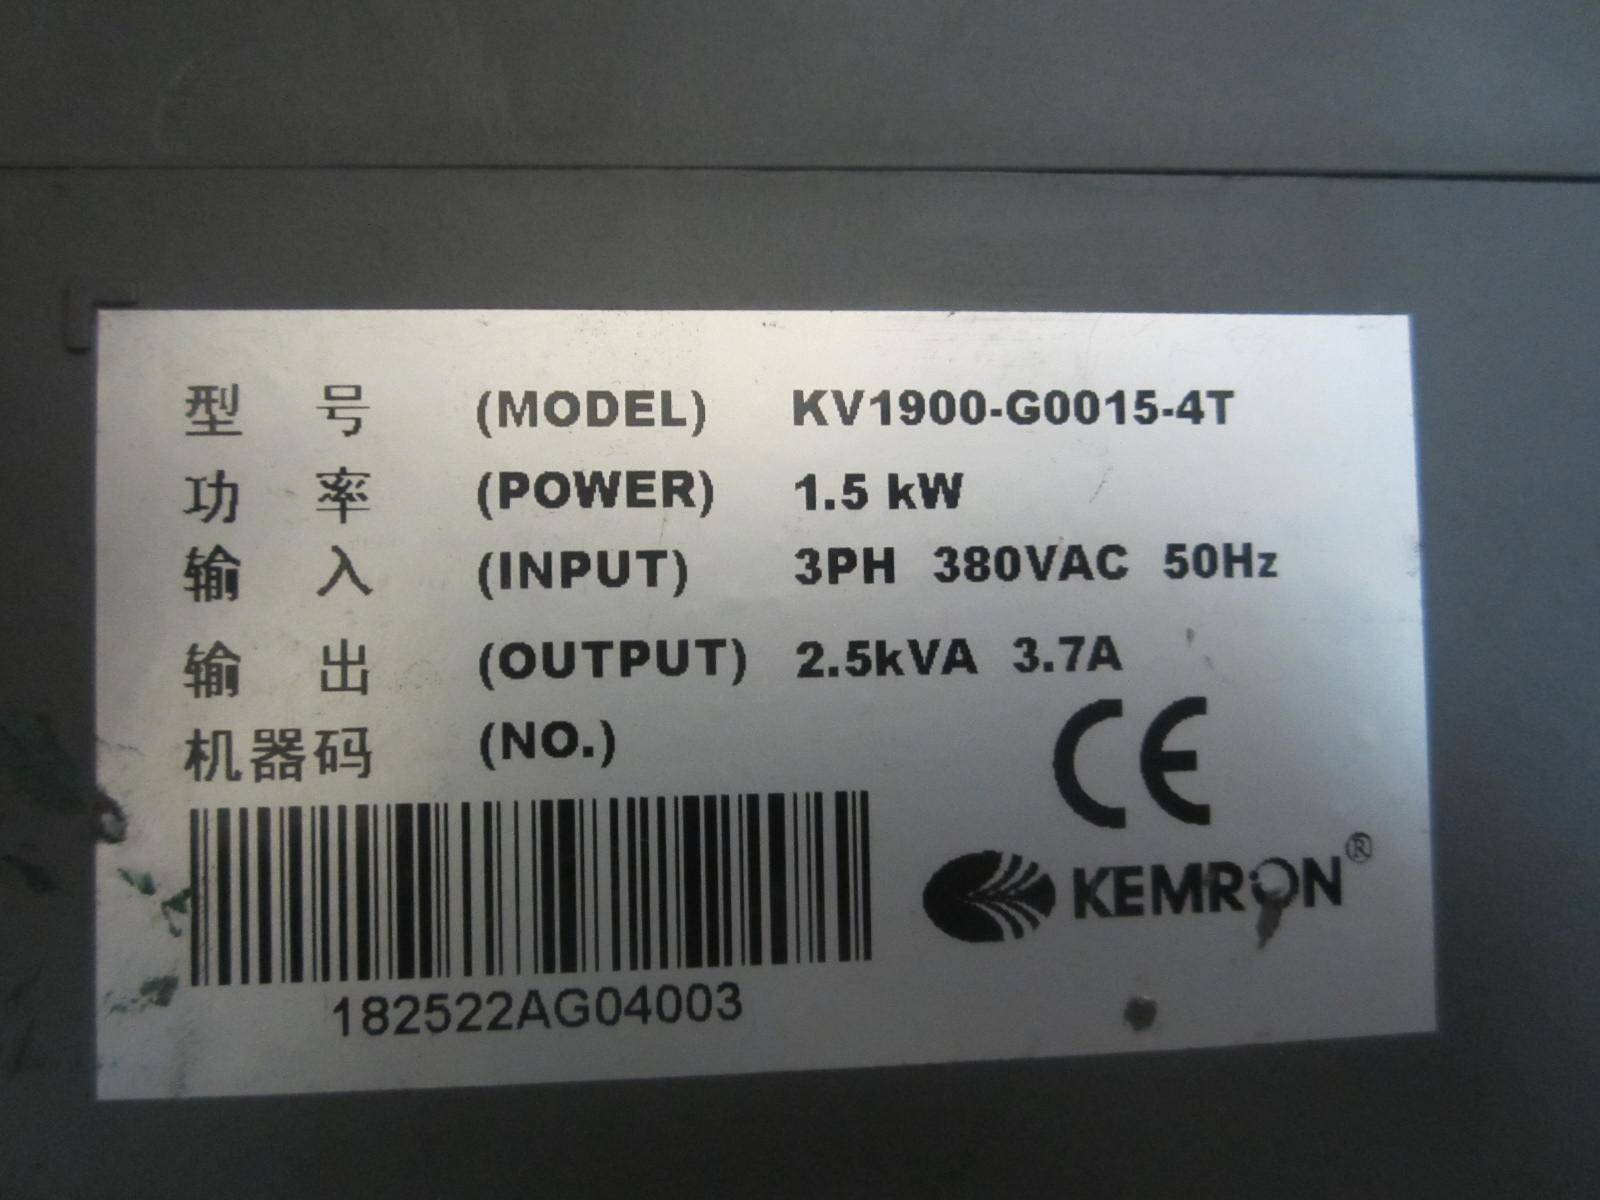 型 号 (MODEL) KV1900-G0015-4T
功 率 (POWER) 1.5 kW
输 入 (INPUT) 3PH 380VAC 50Hz
输 出 (OUTPUT) 2.5kVA 3.7A
机器码 (NO.)
CE
KEMRON®
182522AG04003